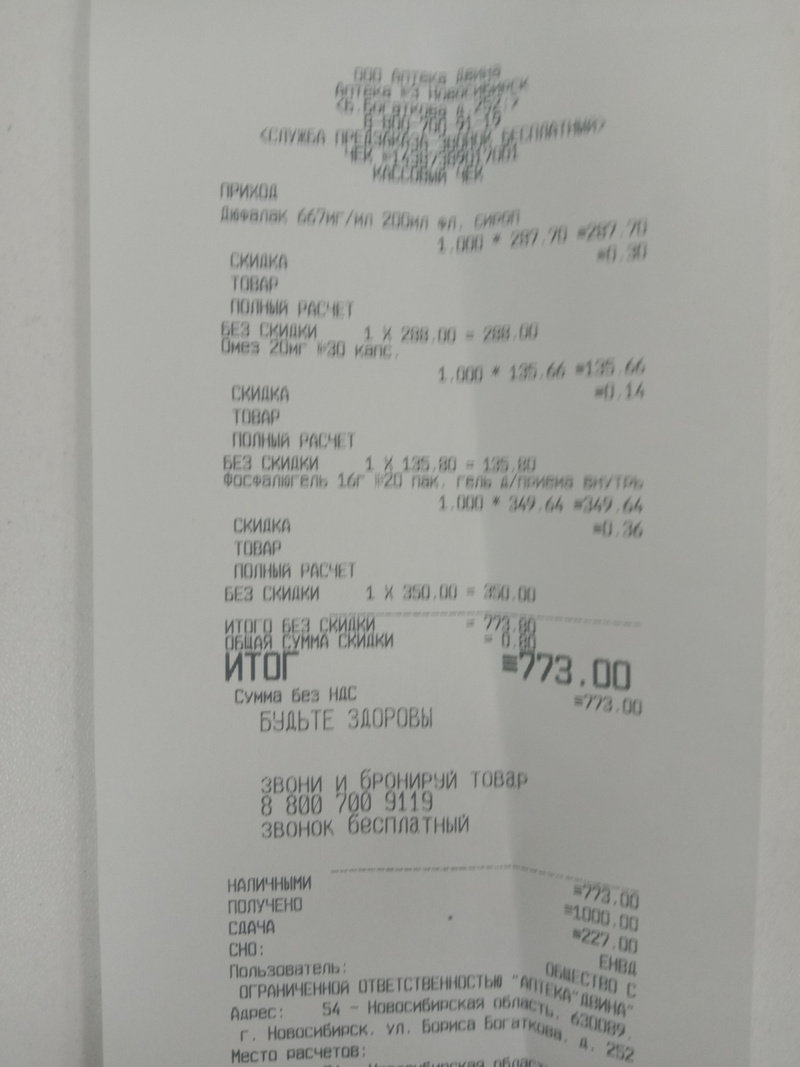 ООО Аптека Двина
Аптека №3 Новосибирск
<Б.Богаткова д.252>
8 800 700 91 19
<СЛУЖБА ПРЕДЗАКАЗА ЗВОНОК БЕСПЛАТНЫЙ>
ЧЕК
КАССОВЫЙ ЧЕК
ПРИХОД
Дюфалак 667мг/мл 200мл фл. сироп
1.000 * 287.70 =287.70
СКИДКА =0.30
ТОВАР
ПОЛНЫЙ РАСЧЕТ
БЕЗ СКИДКИ 1 X 288.00 = 288.00
Омез 20мг №30 капс.
1.000 * 135.66 =135.66
СКИДКА =0.14
ТОВАР
ПОЛНЫЙ РАСЧЕТ
БЕЗ СКИДКИ 1 X 135.80 = 135.80
Фосфалюгель 16г №20 пак. гель д/приема внутрь
1.000 * 349.64 =349.64
СКИДКА =0.36
ТОВАР
ПОЛНЫЙ РАСЧЕТ
БЕЗ СКИДКИ 1 X 350.00 = 350.00
ИТОГО БЕЗ СКИДКИ = 773.80
ОБЩАЯ СУММА СКИДКИ = 0.80
ИТОГ ≡773.00
Сумма без НДС =773.00
БУДЬТЕ ЗДОРОВЫ
ЗВОНИ И бРОНИРУЙ товар
8 800 700 9119
ЗВОНОК бесплатный
НАЛИЧНЫМИ =773.00
ПОЛУЧЕНО =1000.00
СДАЧА =227.00
СНО: ЕНВД
Пользователь: ОБЩЕСТВО С
ОГРАНИЧЕННОЙ ОТВЕТСТВЕННОСТЬЮ "АПТЕКА"ДВИНА"
Адрес: 54 - Новосибирская область, 630089,
г. Новосибирск, ул. Бориса Богаткова, д. 252
Место расчетов: